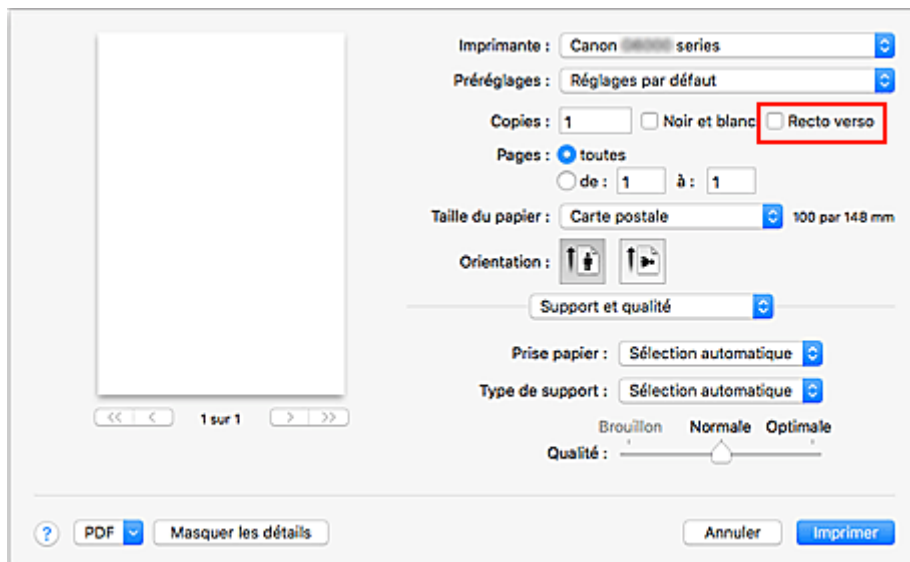 Imprimante : Canon series
Préréglages : Réglages par défaut
Copies : 1 Noir et blanc Recto verso
Pages : toutes
de : 1 à : 1
Taille du papier : Carte postale 100 par 148 mm
Orientation :
Support et qualité
Prise papier : Sélection automatique
Type de support : Sélection automatique
<< < 1 sur 1 > >>
Brouillon Normale Optimale
Qualité :
? PDF Masquer les détails Annuler Imprimer